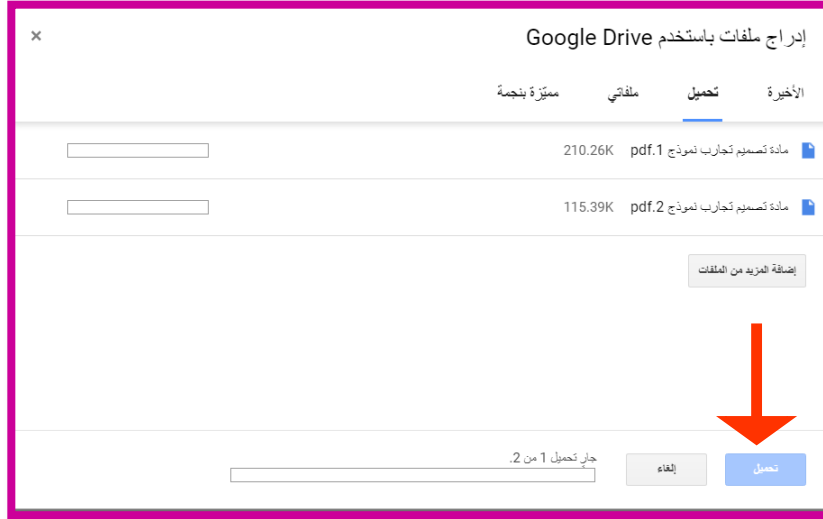 إدراج ملفات باستخدم Google Drive
×
الأخيرة تحميل ملفاتي مميّزة بنجمة
مادة تصميم تجارب نموذج 1.pdf 210.26K
مادة تصميم تجارب نموذج 2.pdf 115.39K
إضافة المزيد من الملفات
جارٍ تحميل 1 من 2.
تحميل إلغاء